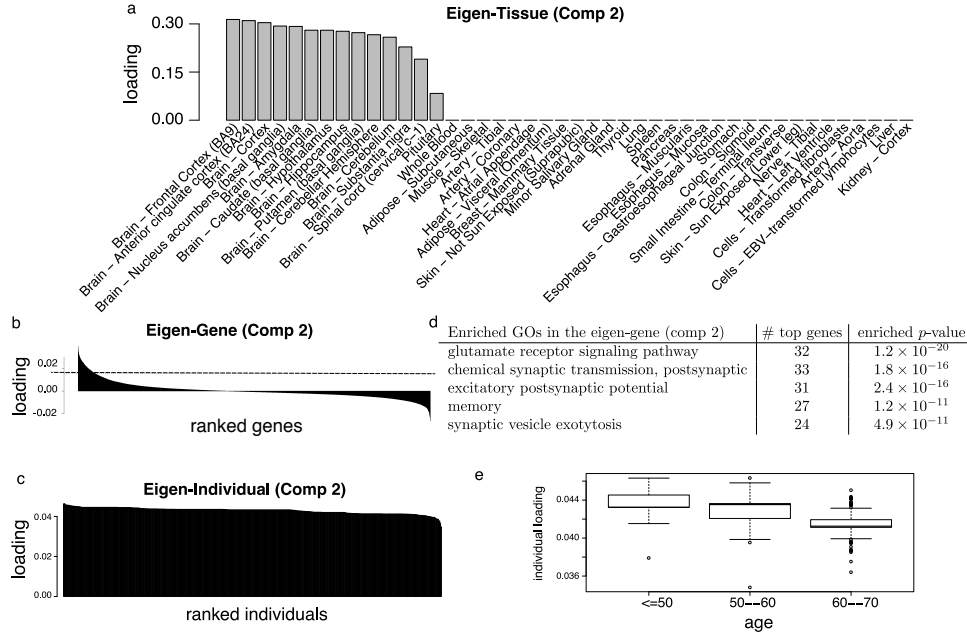 a
Eigen-Tissue (Comp 2)
loading
0.30
0.15
0.00
Brain − Frontal Cortex (BA9)
Brain − Anterior cingulate cortex (BA24)
Brain − Cortex
Brain − Nucleus accumbens (basal ganglia)
Brain − Amygdala
Brain − Caudate (basal ganglia)
Brain − Hypothalamus
Brain − Hippocampus
Brain − Putamen (basal ganglia)
Brain − Cerebellar Hemisphere
Brain − Cerebellum
Brain − Substantia nigra
Brain − Spinal cord (cervical c−1)
Pituitary
Whole Blood
Adipose − Subcutaneous
Muscle − Skeletal
Artery − Tibial
Artery − Coronary
Heart − Atrial Appendage
Adipose − Visceral (Omentum)
Breast − Mammary Tissue
Skin − Not Sun Exposed (Suprapubic)
Minor Salivary Gland
Adrenal Gland
Thyroid
Lung
Spleen
Pancreas
Esophagus − Muscularis
Esophagus − Mucosa
Esophagus − Gastroesophageal Junction
Stomach
Colon − Sigmoid
Small Intestine − Terminal Ileum
Colon − Transverse
Skin − Sun Exposed (Lower leg)
Nerve − Tibial
Heart − Left Ventricle
Cells − Transformed fibroblasts
Artery − Aorta
Cells − EBV−transformed lymphocytes
Liver
Kidney − Cortex
b
Eigen-Gene (Comp 2)
loading
0.02
0.00
-0.02
ranked genes
d
Enriched GOs in the eigen-gene (comp 2) # top genes enriched p-value
glutamate receptor signaling pathway 32 1.2 × 10⁻²⁰
chemical synaptic transmission, postsynaptic 33 1.8 × 10⁻¹⁶
excitatory postsynaptic potential 31 2.4 × 10⁻¹⁶
memory 27 1.2 × 10⁻¹¹
synaptic vesicle exotytosis 24 4.9 × 10⁻¹¹
c
Eigen-Individual (Comp 2)
loading
0.04
0.02
0.00
ranked individuals
e
individual loading
0.044
0.040
0.036
<=50
50−−60
60−−70
age